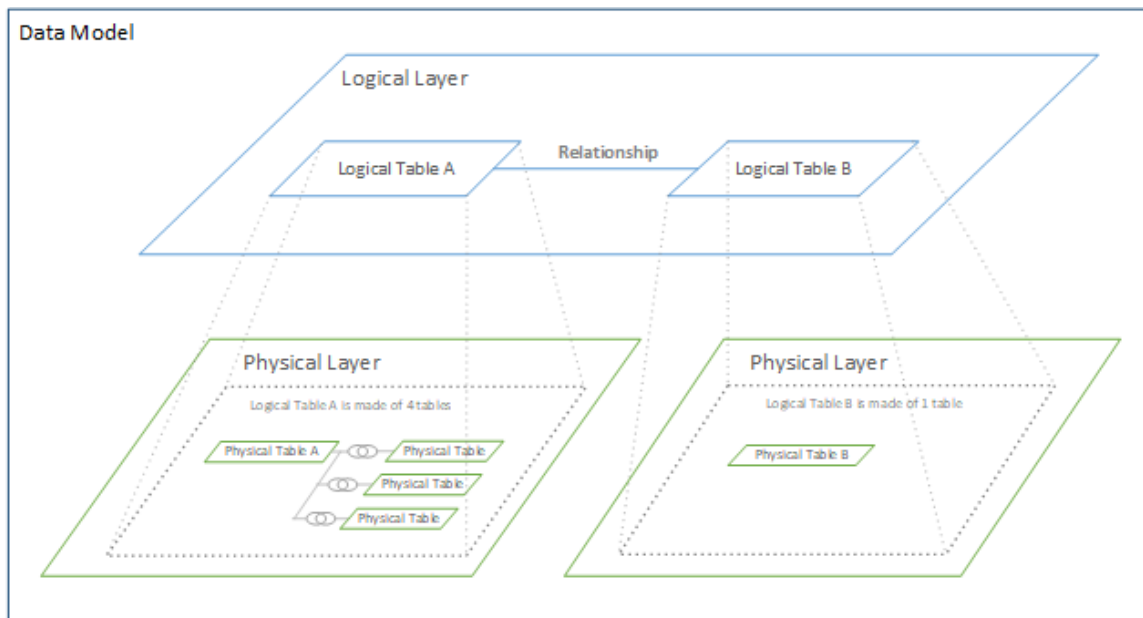 Data Model
Logical Layer
Logical Table A
Relationship
Logical Table B
Physical Layer
Logical Table A is made of 4 tables
Physical Table A
Physical Table
Physical Table
Physical Table
Physical Layer
Logical Table B is made of 1 table
Physical Table B